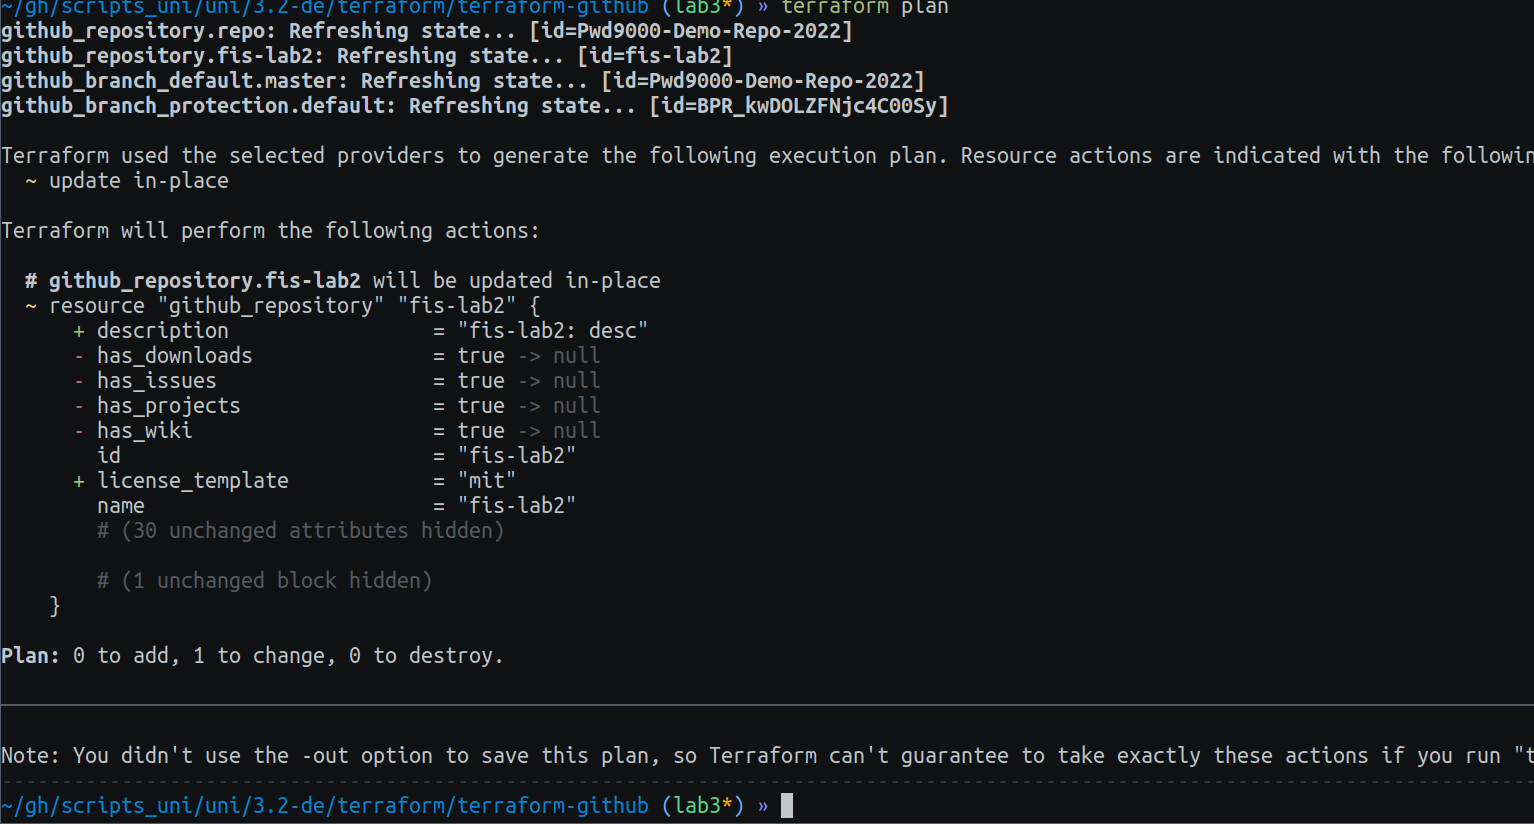 ~/gh/scripts_uni/uni/3.2-de/terraform/terraform-github (lab3*) » terraform plan
github_repository.repo: Refreshing state... [id=Pwd9000-Demo-Repo-2022]
github_repository.fis-lab2: Refreshing state... [id=fis-lab2]
github_branch_default.master: Refreshing state... [id=Pwd9000-Demo-Repo-2022]
github_branch_protection.default: Refreshing state... [id=BPR_kwDOLZFNjc4C00Sy]
Terraform used the selected providers to generate the following execution plan. Resource actions are indicated with the followin
~ update in-place
Terraform will perform the following actions:
# github_repository.fis-lab2 will be updated in-place
~ resource "github_repository" "fis-lab2" {
+ description = "fis-lab2: desc"
- has_downloads = true -> null
- has_issues = true -> null
- has_projects = true -> null
- has_wiki = true -> null
id = "fis-lab2"
+ license_template = "mit"
name = "fis-lab2"
# (30 unchanged attributes hidden)
# (1 unchanged block hidden)
}
Plan: 0 to add, 1 to change, 0 to destroy.
Note: You didn't use the -out option to save this plan, so Terraform can't guarantee to take exactly these actions if you run "t
~/gh/scripts_uni/uni/3.2-de/terraform/terraform-github (lab3*) »